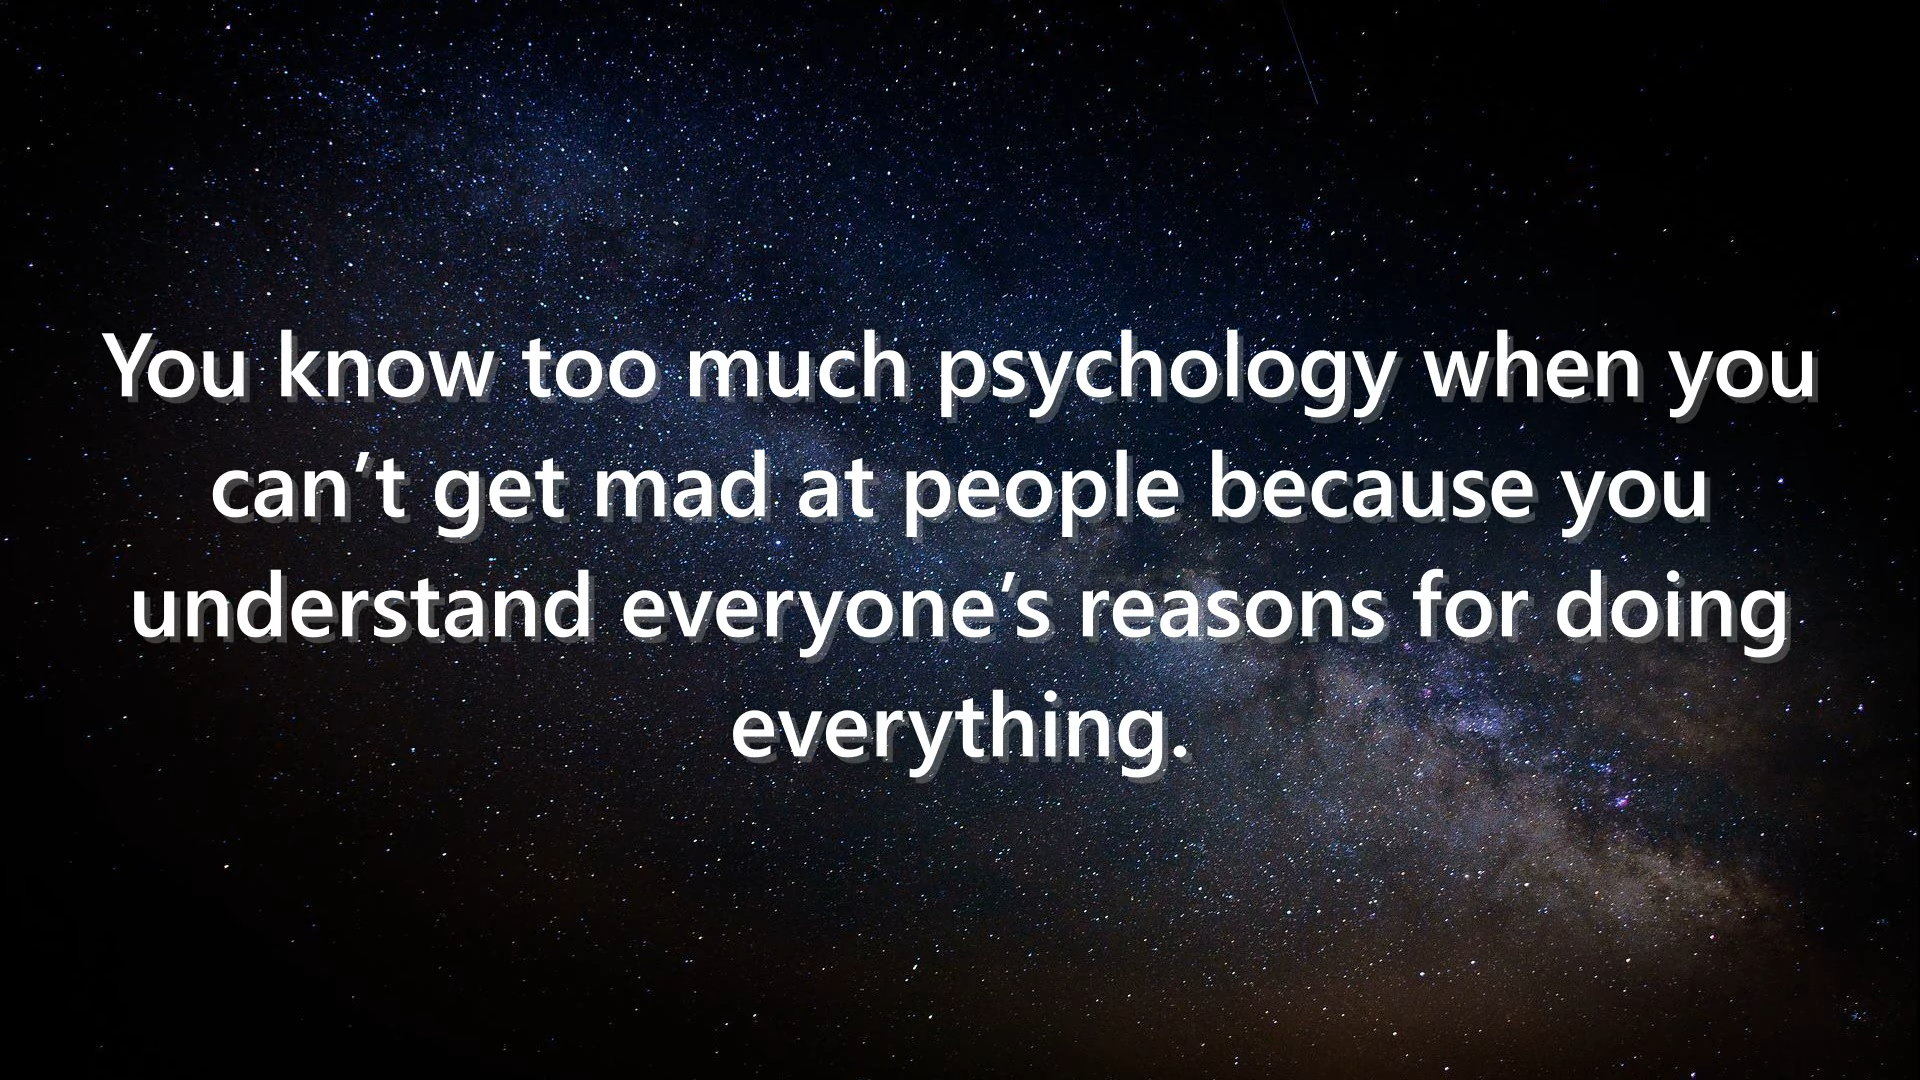 You know too much psychology when you
can’t get mad at people because you
understand everyone’s reasons for doing
everything.